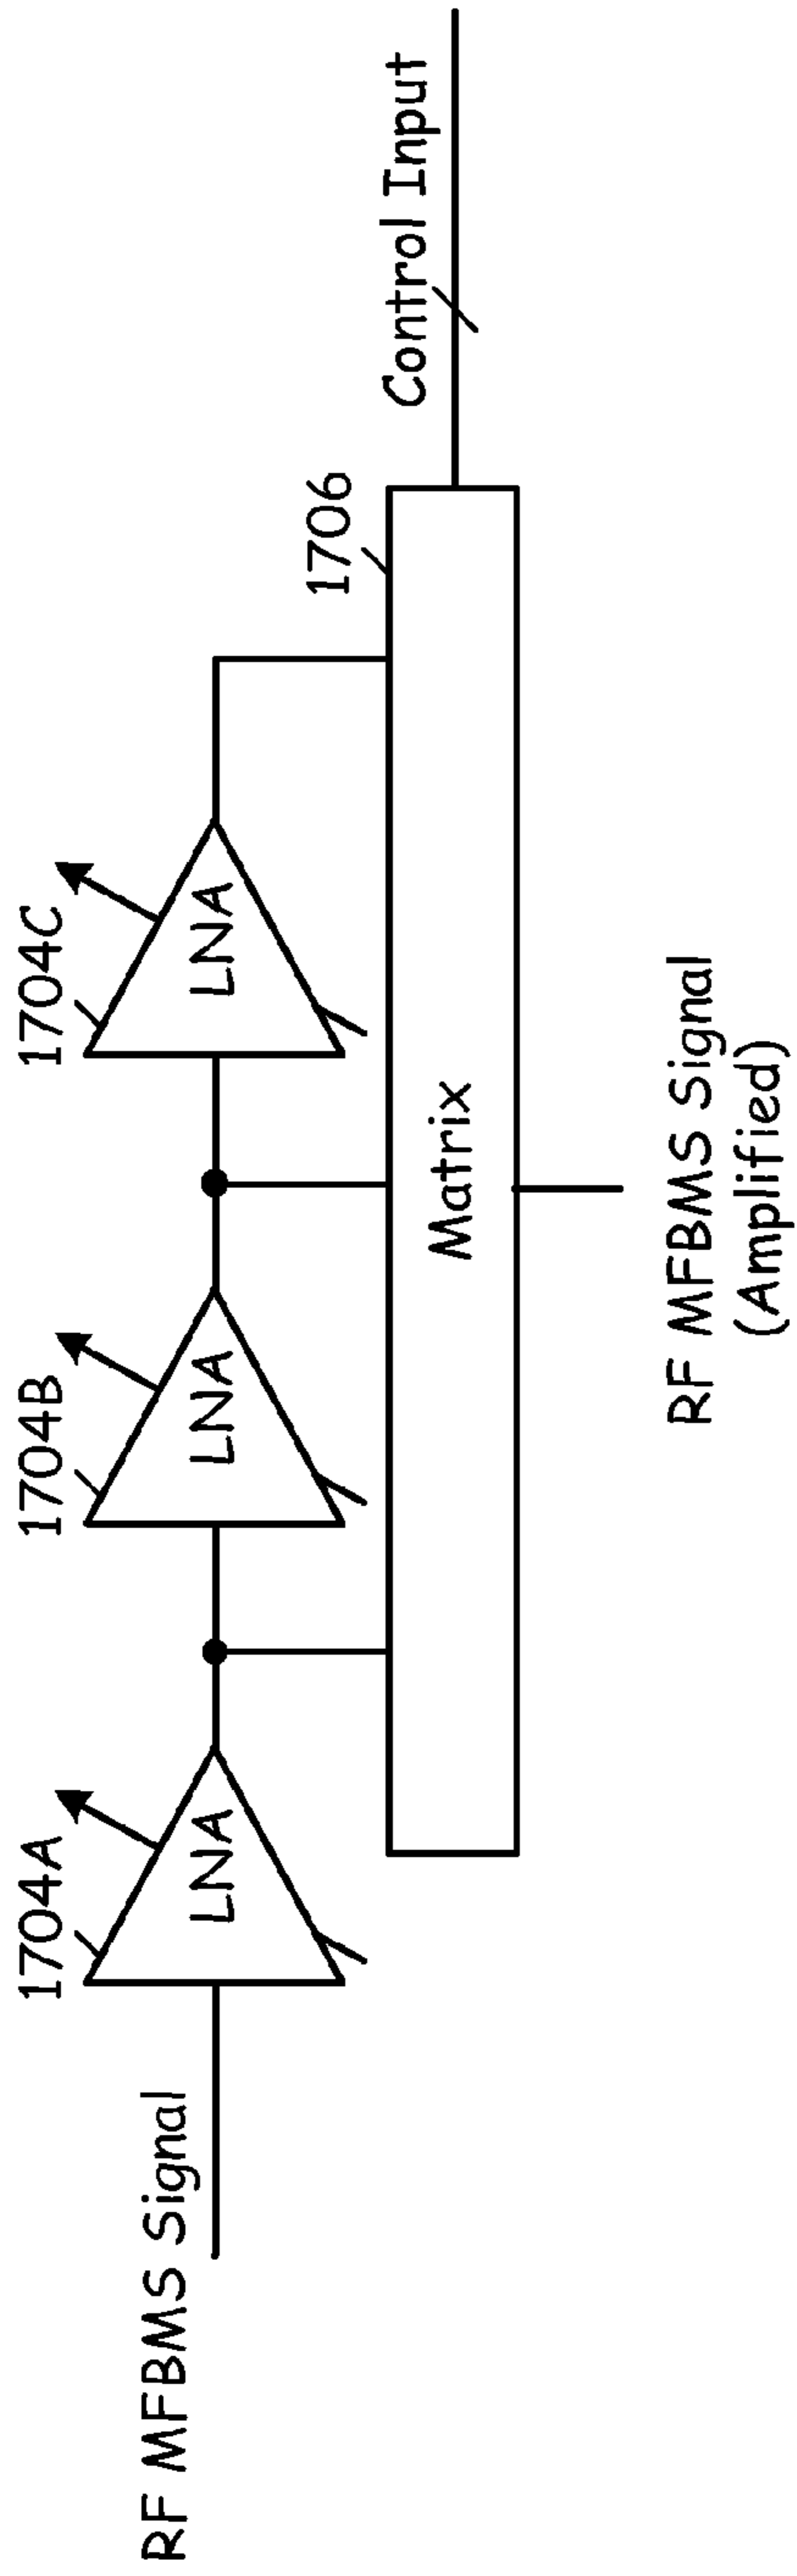 1704A
1704B
1704C
RF MFBMS Signal
LNA
LNA
LNA
1706
Control Input
Matrix
RF MFBMS Signal
(Amplified)